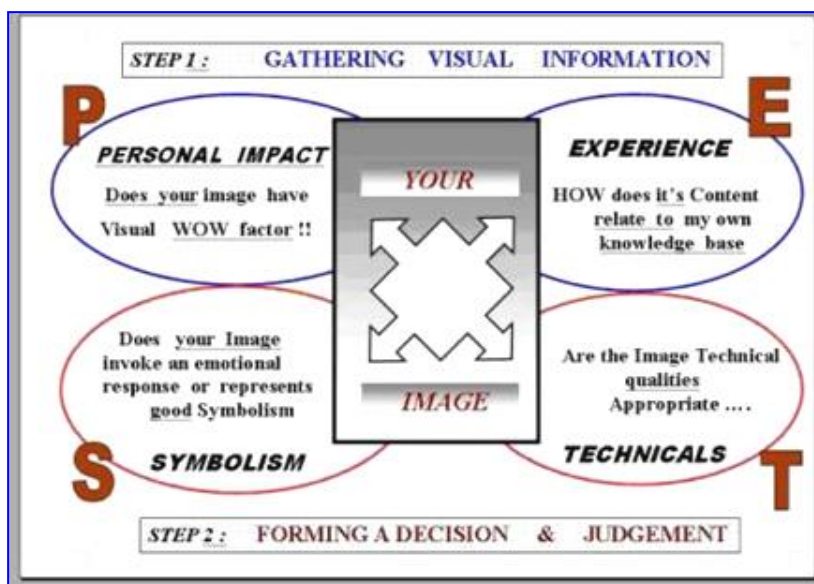 STEP 1 : GATHERING VISUAL INFORMATION
P
PERSONAL IMPACT
Does your image have
Visual WOW factor !!
E
EXPERIENCE
HOW does it's Content
relate to my own
knowledge base
YOUR
IMAGE
Does your Image
invoke an emotional
response or represents
good Symbolism
SYMBOLISM
S
Are the Image Technical
qualities
Appropriate ....
TECHNICALS
T
STEP 2 : FORMING A DECISION & JUDGEMENT